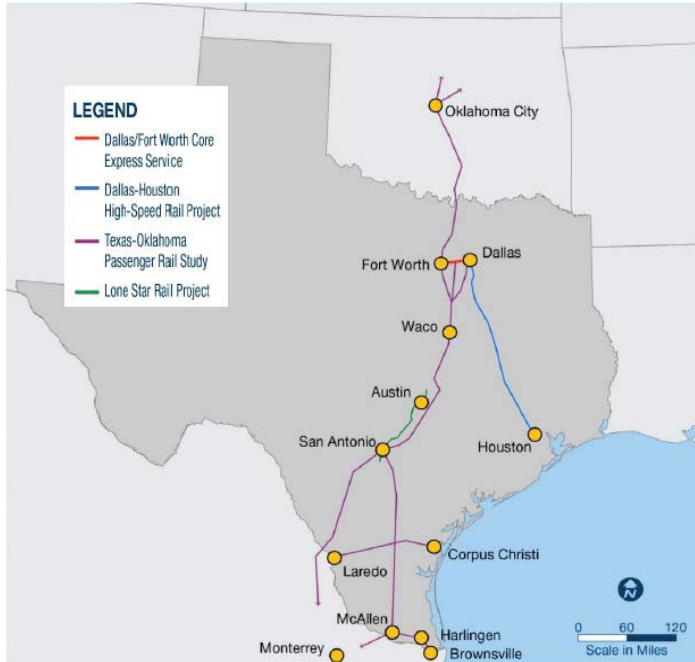 Oklahoma City
LEGEND
Dallas/Fort Worth Core
Express Service
Dallas-Houston
High-Speed Rail Project
Texas-Oklahoma
Passenger Rail Study
Lone Star Rail Project
Dallas
Fort Worth
Waco
Austin
San Antonio
Houston
Corpus Christi
Laredo
McAllen
Harlingen
Monterrey
Brownsville
N
0 60 120
Scale in Miles